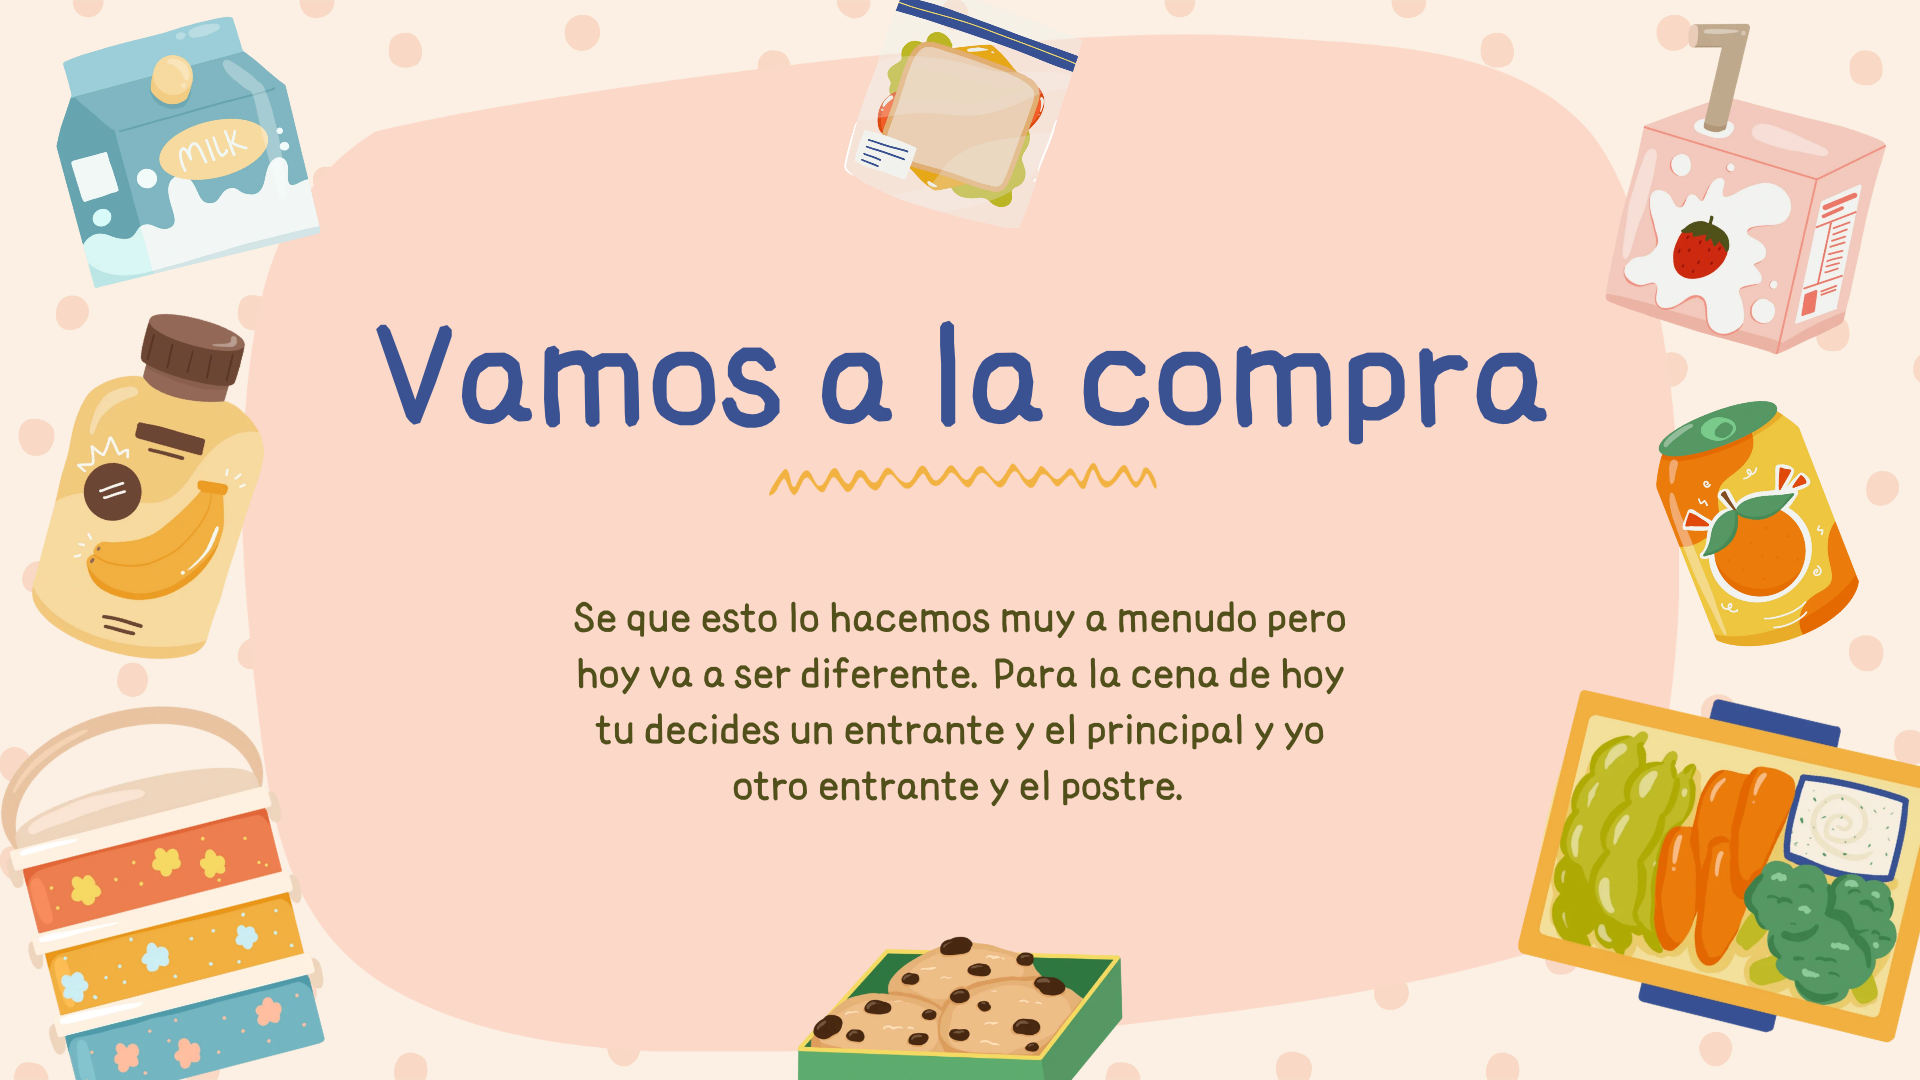 MILK
Vamos a la compra
Se que esto lo hacemos muy a menudo pero
hoy va a ser diferente. Para la cena de hoy
tu decides un entrante y el principal y yo
otro entrante y el postre.